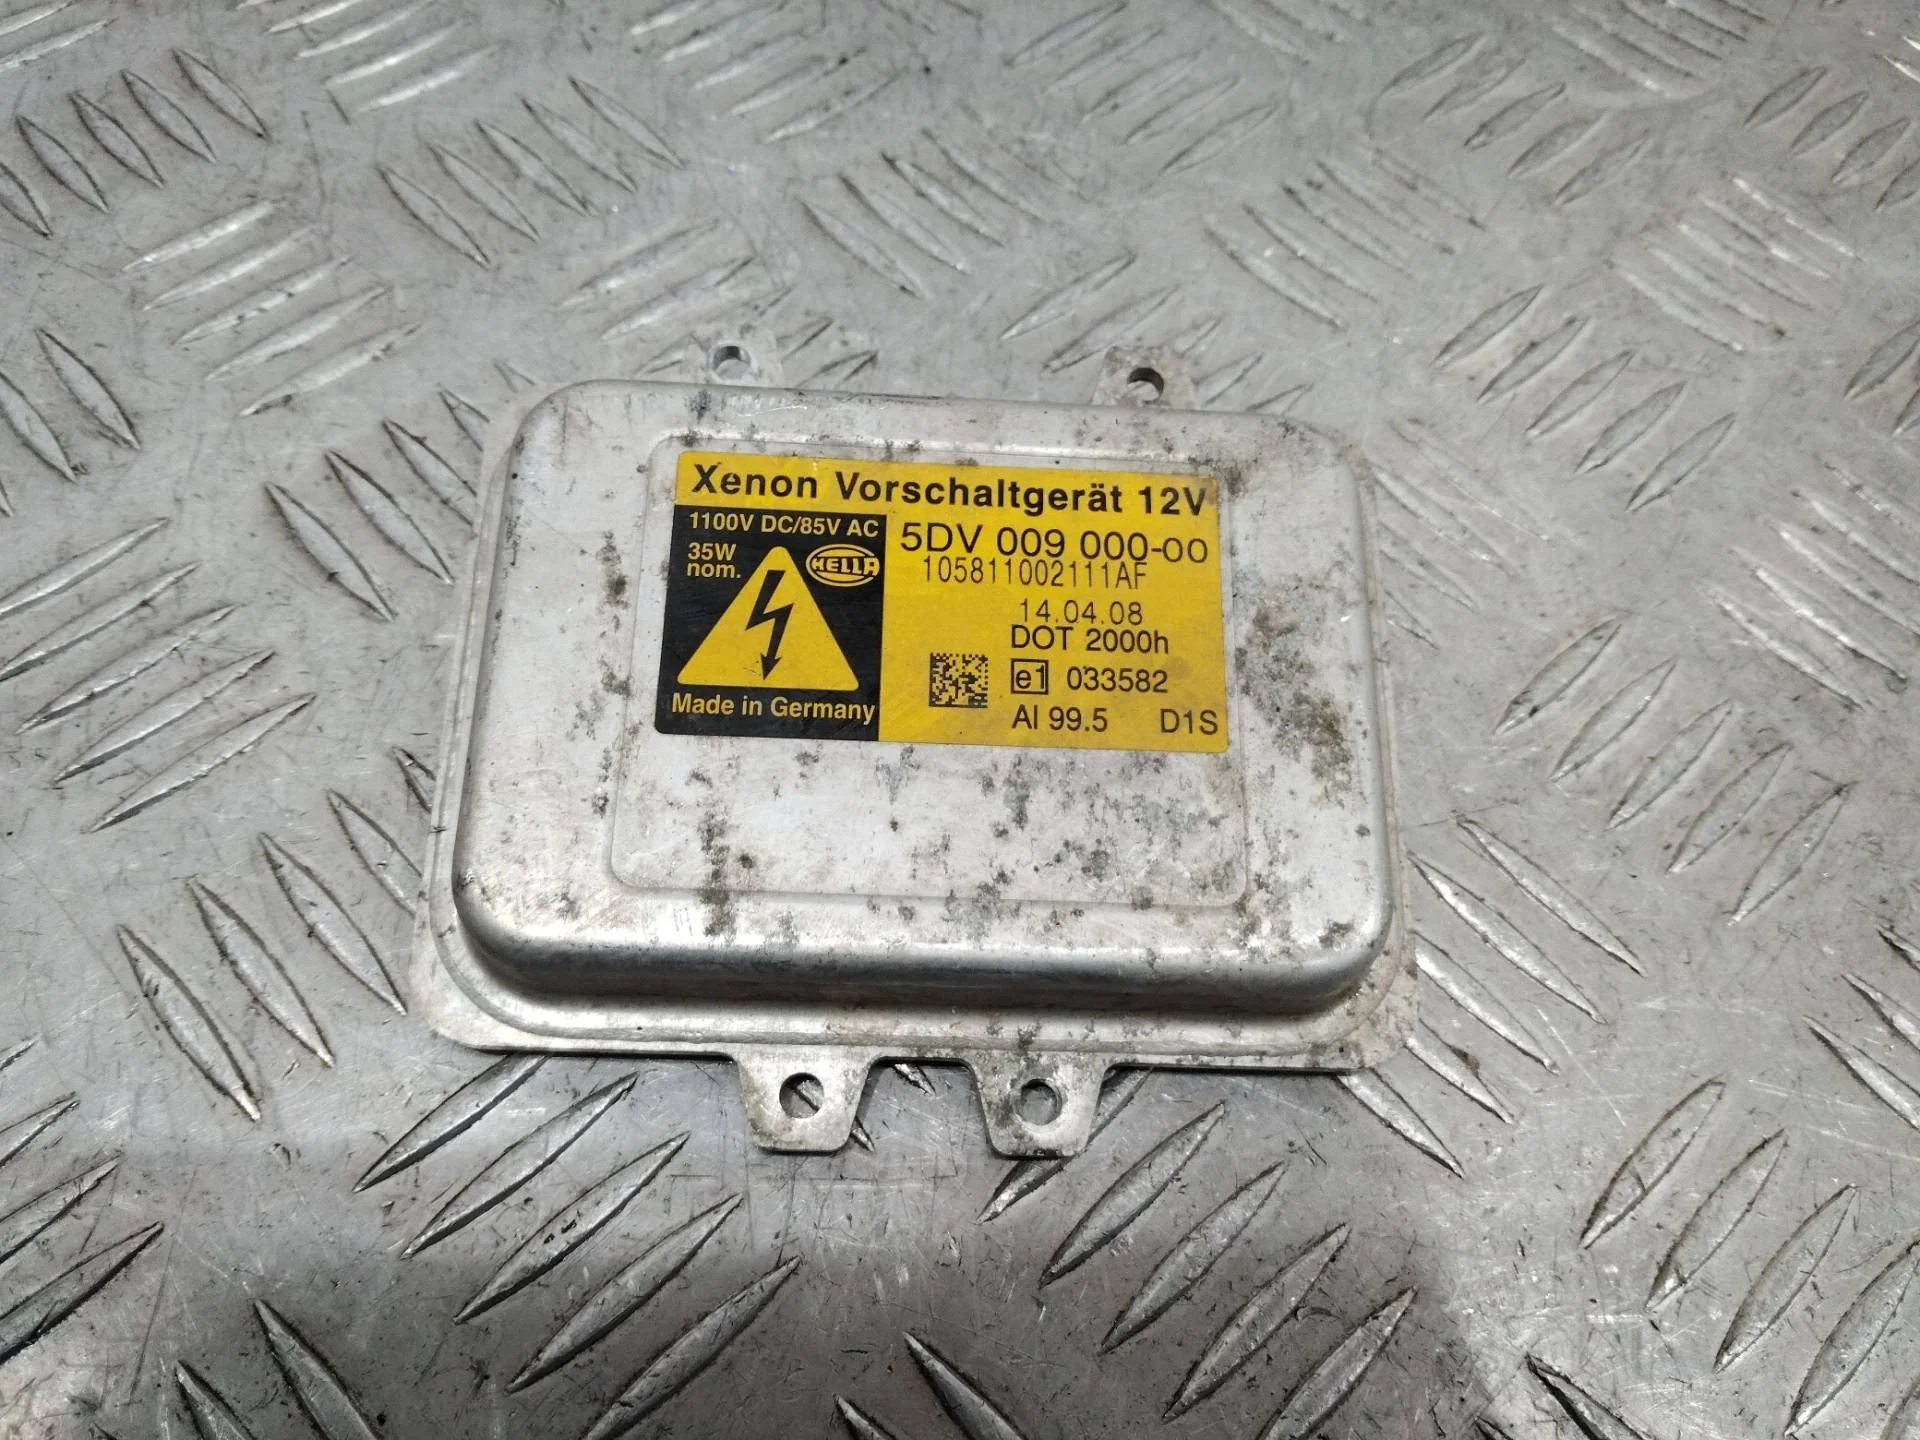 Xenon Vorschaltgerät 12V
1100V DC/85V AC
35W
nom.
HELLA
Made in Germany
5DV 009 000-00
105811002111AF
14.04.08
DOT 2000h
e1 033582
Al 99.5 D1S